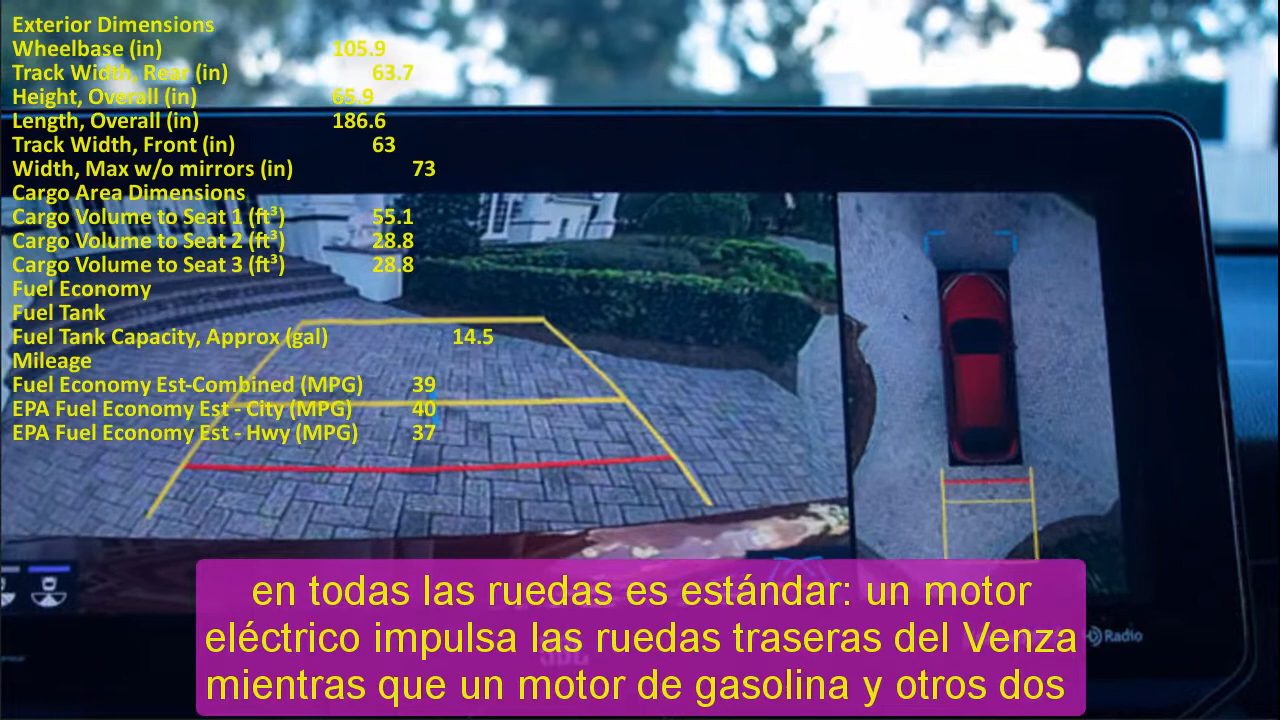 Exterior Dimensions
Wheelbase (in) 105.9
Track Width, Rear (in) 63.7
Height, Overall (in) 65.9
Length, Overall (in) 186.6
Track Width, Front (in) 63
Width, Max w/o mirrors (in) 73
Cargo Area Dimensions
Cargo Volume to Seat 1 (ft³) 55.1
Cargo Volume to Seat 2 (ft³) 28.8
Cargo Volume to Seat 3 (ft³) 28.8
Fuel Economy
Fuel Tank
Fuel Tank Capacity, Approx (gal) 14.5
Mileage
Fuel Economy Est-Combined (MPG) 39
EPA Fuel Economy Est - City (MPG) 40
EPA Fuel Economy Est - Hwy (MPG) 37
en todas las ruedas es estándar: un motor
eléctrico impulsa las ruedas traseras del Venza
mientras que un motor de gasolina y otros dos
Radio